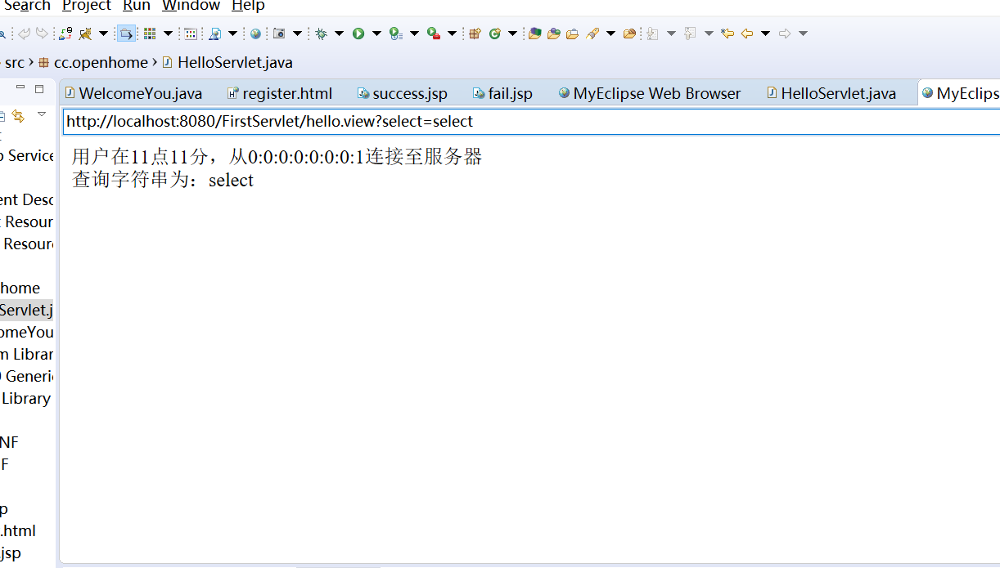 Search Project Run Window Help
src › cc.openhome › HelloServlet.java
WelcomeYou.java register.html success.jsp fail.jsp MyEclipse Web Browser HelloServlet.java MyEclips
http://localhost:8080/FirstServlet/hello.view?select=select
用户在11点11分，从0:0:0:0:0:0:0:1连接至服务器
查询字符串为：select
Service
ent Desc
Resour
Resour
home
Servlet.j
omeYou
m Librar
Generi
Library
NF
F
p
.html
.jsp